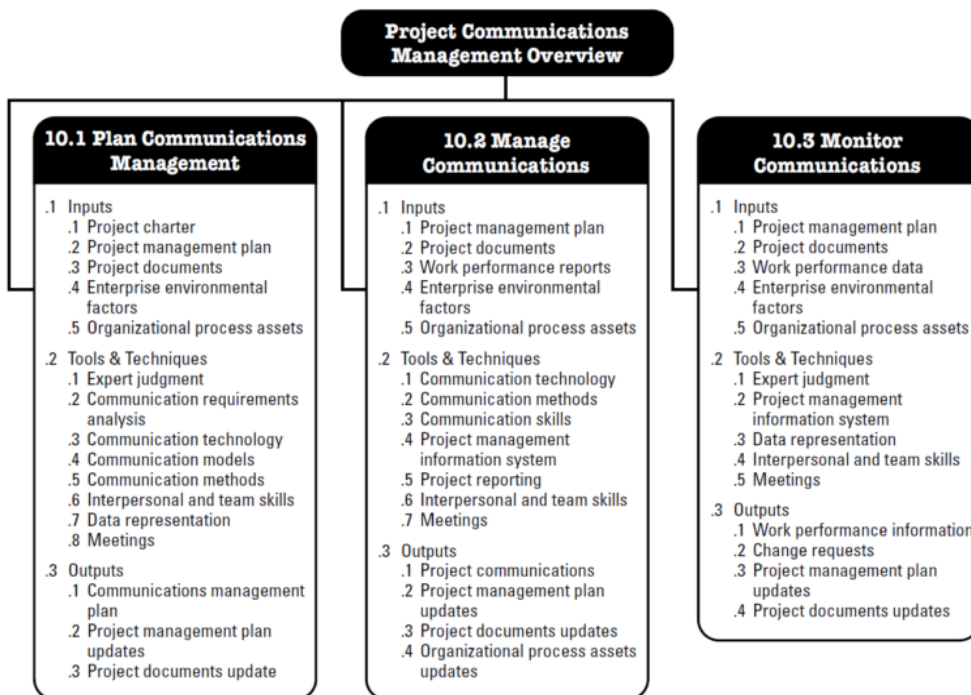 Project Communications
Management Overview
10.1 Plan Communications
Management
.1 Inputs
.1 Project charter
.2 Project management plan
.3 Project documents
.4 Enterprise environmental
factors
.5 Organizational process assets
.2 Tools & Techniques
.1 Expert judgment
.2 Communication requirements
analysis
.3 Communication technology
.4 Communication models
.5 Communication methods
.6 Interpersonal and team skills
.7 Data representation
.8 Meetings
.3 Outputs
.1 Communications management
plan
.2 Project management plan
updates
.3 Project documents update
10.2 Manage
Communications
.1 Inputs
.1 Project management plan
.2 Project documents
.3 Work performance reports
.4 Enterprise environmental
factors
.5 Organizational process assets
.2 Tools & Techniques
.1 Communication technology
.2 Communication methods
.3 Communication skills
.4 Project management
information system
.5 Project reporting
.6 Interpersonal and team skills
.7 Meetings
.3 Outputs
.1 Project communications
.2 Project management plan
updates
.3 Project documents updates
.4 Organizational process assets
updates
10.3 Monitor
Communications
.1 Inputs
.1 Project management plan
.2 Project documents
.3 Work performance data
.4 Enterprise environmental
factors
.5 Organizational process assets
.2 Tools & Techniques
.1 Expert judgment
.2 Project management
information system
.3 Data representation
.4 Interpersonal and team skills
.5 Meetings
.3 Outputs
.1 Work performance information
.2 Change requests
.3 Project management plan
updates
.4 Project documents updates